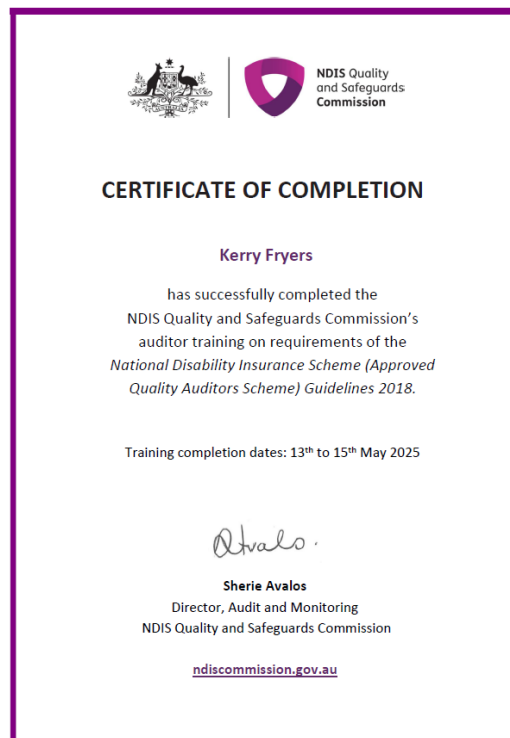 NDIS Quality
and Safeguards
Commission
CERTIFICATE OF COMPLETION
Kerry Fryers
has successfully completed the
NDIS Quality and Safeguards Commission's
auditor training on requirements of the
National Disability Insurance Scheme (Approved
Quality Auditors Scheme) Guidelines 2018.
Training completion dates: 13th to 15th May 2025
Sherie Avalos
Director, Audit and Monitoring
NDIS Quality and Safeguards Commission
ndiscommission.gov.au